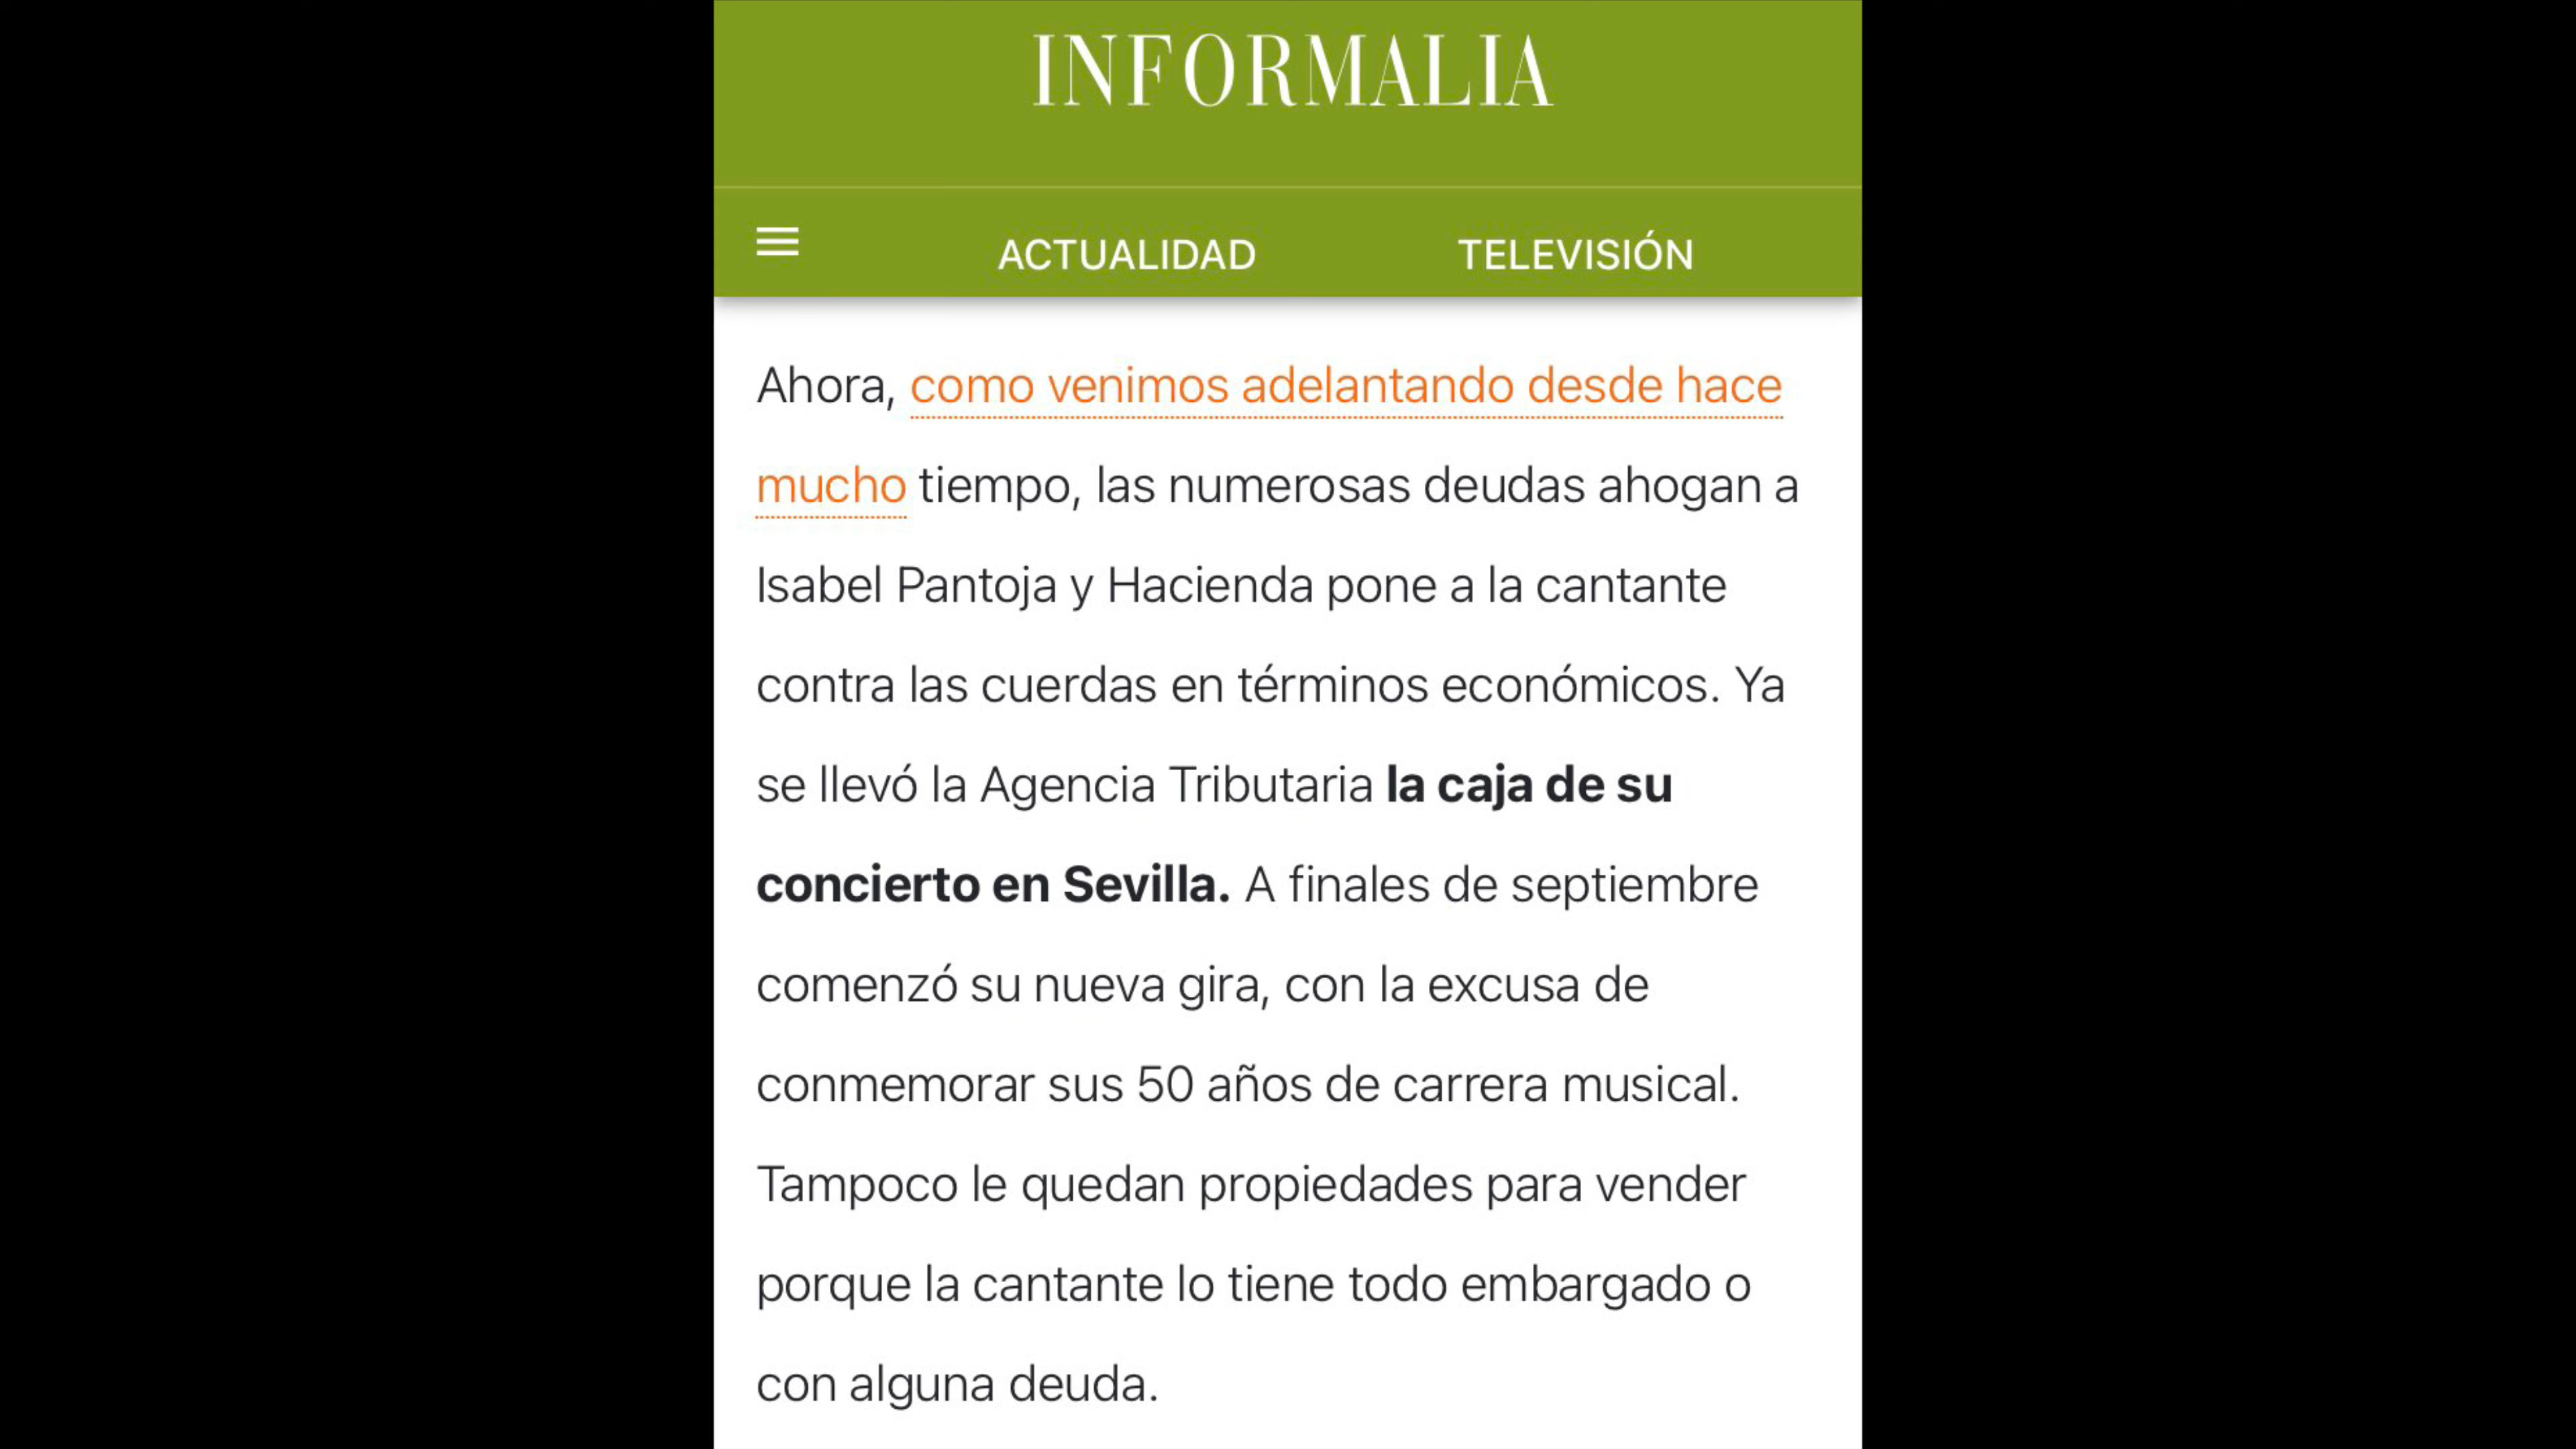 INFORMALIA
ACTUALIDAD TELEVISIÓN
Ahora, como venimos adelantando desde hace
mucho tiempo, las numerosas deudas ahogan a
Isabel Pantoja y Hacienda pone a la cantante
contra las cuerdas en términos económicos. Ya
se llevó la Agencia Tributaria la caja de su
concierto en Sevilla. A finales de septiembre
comenzó su nueva gira, con la excusa de
conmemorar sus 50 años de carrera musical.
Tampoco le quedan propiedades para vender
porque la cantante lo tiene todo embargado o
con alguna deuda.